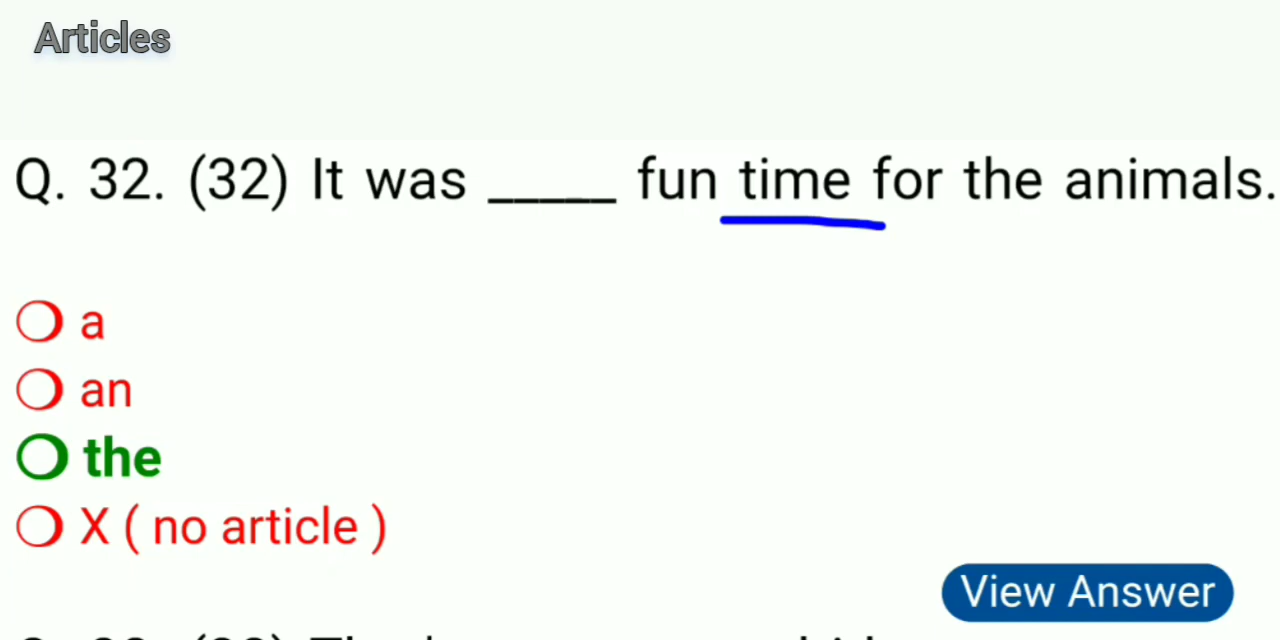 Articles
Q. 32. (32) It was _____ fun time for the animals.
a
an
the
X ( no article )
View Answer